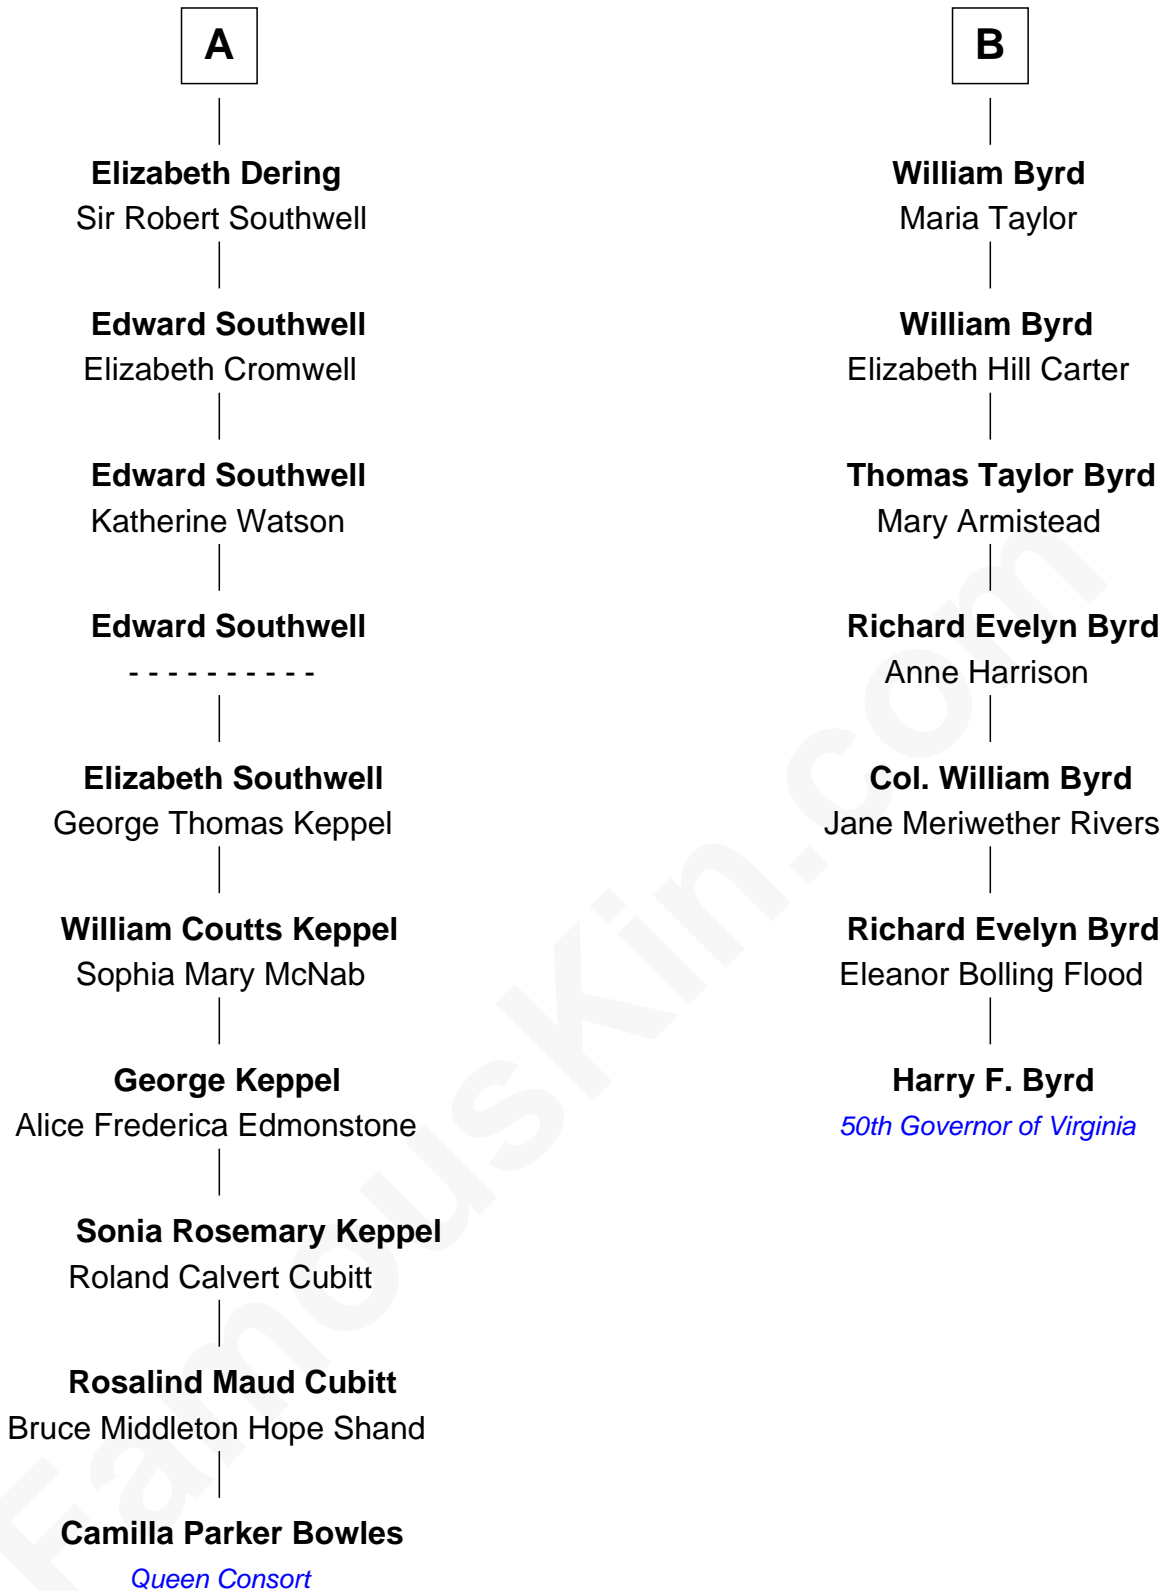 A
Elizabeth Dering
Sir Robert Southwell
Edward Southwell
Elizabeth Cromwell
Edward Southwell
Katherine Watson
Edward Southwell
- - - - - - - - - -
Elizabeth Southwell
George Thomas Keppel
William Coutts Keppel
Sophia Mary McNab
George Keppel
Alice Frederica Edmonstone
Sonia Rosemary Keppel
Roland Calvert Cubitt
Rosalind Maud Cubitt
Bruce Middleton Hope Shand
Camilla Parker Bowles
Queen Consort
B
William Byrd
Maria Taylor
William Byrd
Elizabeth Hill Carter
Thomas Taylor Byrd
Mary Armistead
Richard Evelyn Byrd
Anne Harrison
Col. William Byrd
Jane Meriwether Rivers
Richard Evelyn Byrd
Eleanor Bolling Flood
Harry F. Byrd
50th Governor of Virginia
FamousKin.com